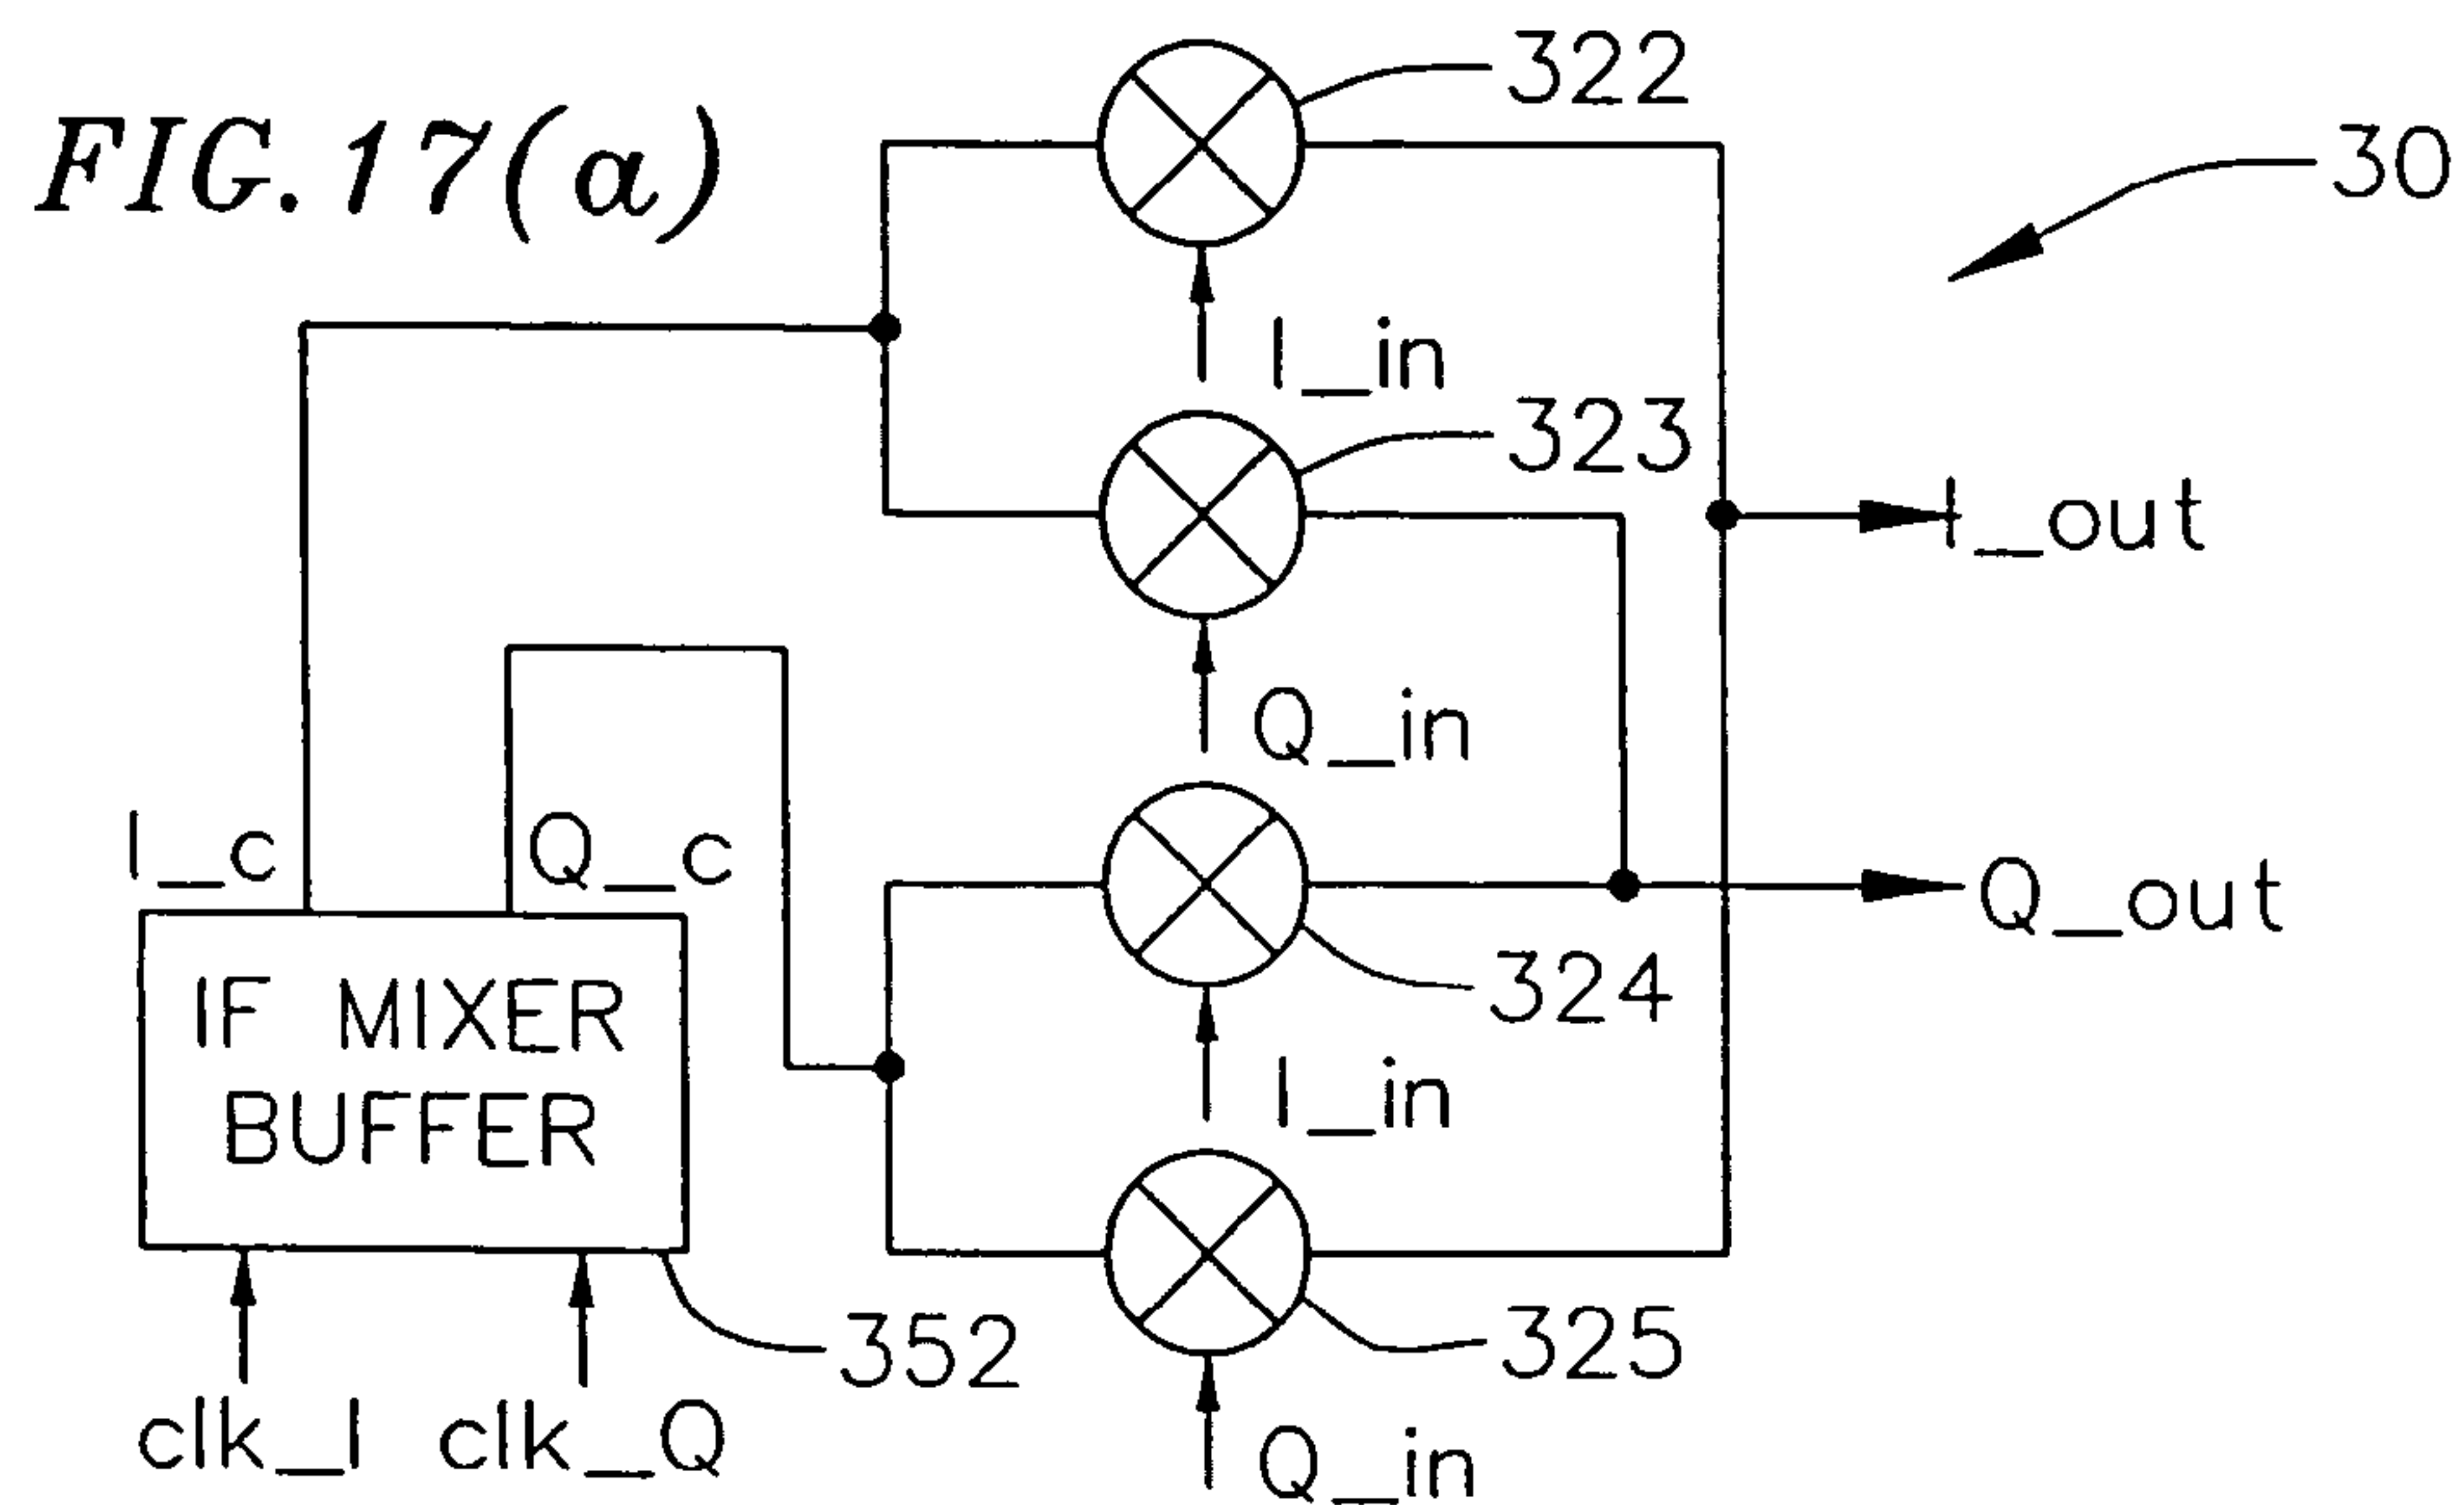 FIG.17(a)
322
30
I_in
323
I_out
Q_in
I_c
Q_c
Q_out
IF MIXER
BUFFER
324
I_in
352
325
clk_I
clk_Q
Q_in